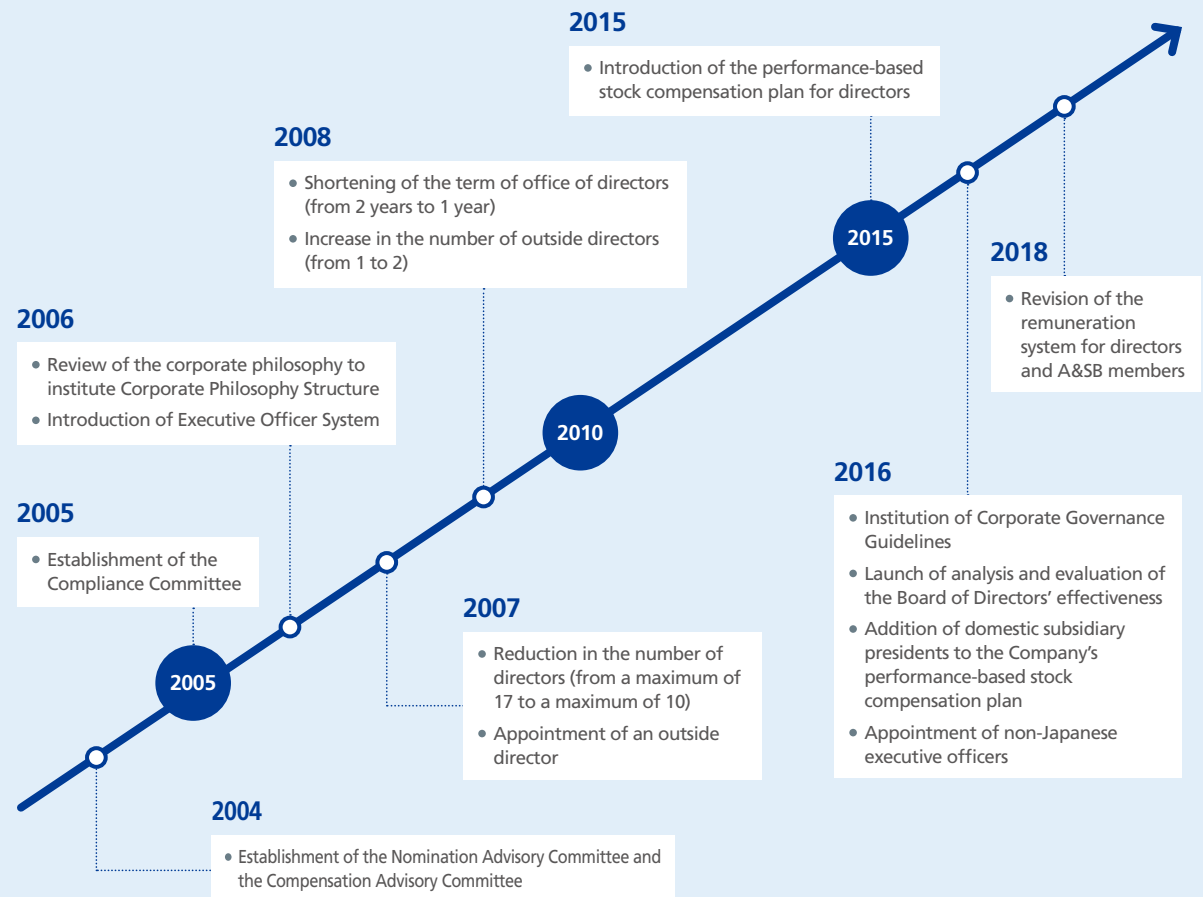 2015
• Introduction of the performance-based
stock compensation plan for directors
2008
• Shortening of the term of office of directors
(from 2 years to 1 year)
• Increase in the number of outside directors
(from 1 to 2)
2015
2018
• Revision of the
remuneration
system for directors
and A&SB members
2006
• Review of the corporate philosophy to
institute Corporate Philosophy Structure
• Introduction of Executive Officer System
2010
2016
• Institution of Corporate Governance
Guidelines
• Launch of analysis and evaluation of
the Board of Directors’ effectiveness
• Addition of domestic subsidiary
presidents to the Company’s
performance-based stock
compensation plan
• Appointment of non-Japanese
executive officers
2005
• Establishment of the
Compliance Committee
2007
• Reduction in the number of
directors (from a maximum of
17 to a maximum of 10)
• Appointment of an outside
director
2005
2004
• Establishment of the Nomination Advisory Committee and
the Compensation Advisory Committee